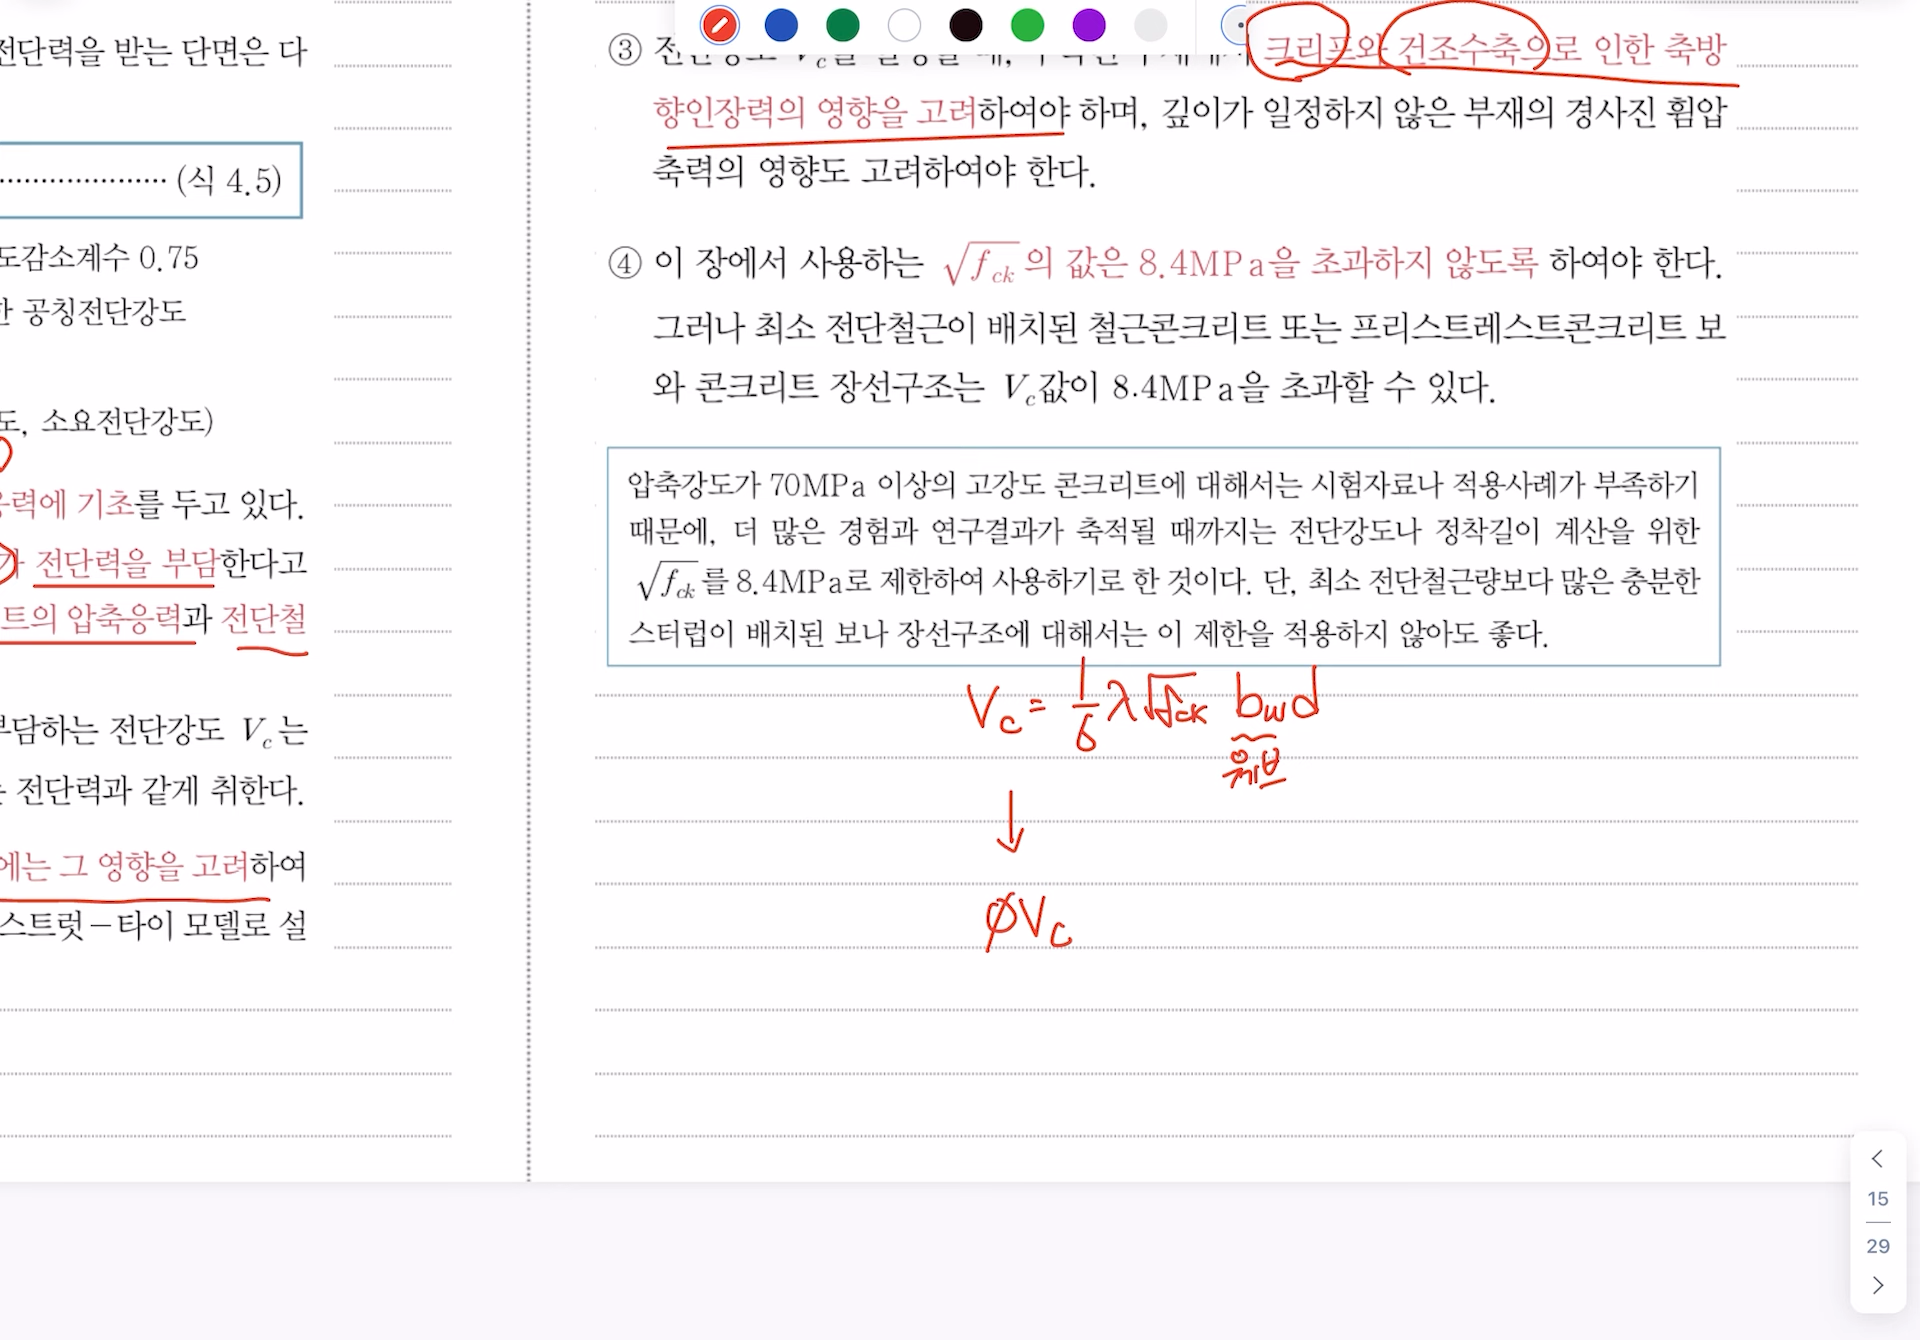 전단력을 받는 단면은 다
(식 4.5)
도감소계수 0.75
한 공칭전단강도
도, 소요전단강도)
응력에 기초를 두고 있다.
가 전단력을 부담한다고
트의 압축응력과 전단철
부담하는 전단강도 Vc는
는 전단력과 같게 취한다.
에는 그 영향을 고려하여
스트럿-타이 모델로 설
③ 크리프와 건조수축으로 인한 축방
향인장력의 영향을 고려하여야 하며, 깊이가 일정하지 않은 부재의 경사진 휨압
축력의 영향도 고려하여야 한다.
④ 이 장에서 사용하는 √fck의 값은 8.4MPa을 초과하지 않도록 하여야 한다.
그러나 최소 전단철근이 배치된 철근콘크리트 또는 프리스트레스트콘크리트 보
와 콘크리트 장선구조는 Vc값이 8.4MPa을 초과할 수 있다.
압축강도가 70MPa 이상의 고강도 콘크리트에 대해서는 시험자료나 적용사례가 부족하기
때문에, 더 많은 경험과 연구결과가 축적될 때까지는 전단강도나 정착길이 계산을 위한
√fck를 8.4MPa로 제한하여 사용하기로 한 것이다. 단, 최소 전단철근량보다 많은 충분한
스터럽이 배치된 보나 장선구조에 대해서는 이 제한을 적용하지 않아도 좋다.
Vc = 1/6 λ√fck bwd
웨브
↓
φVc
15
29